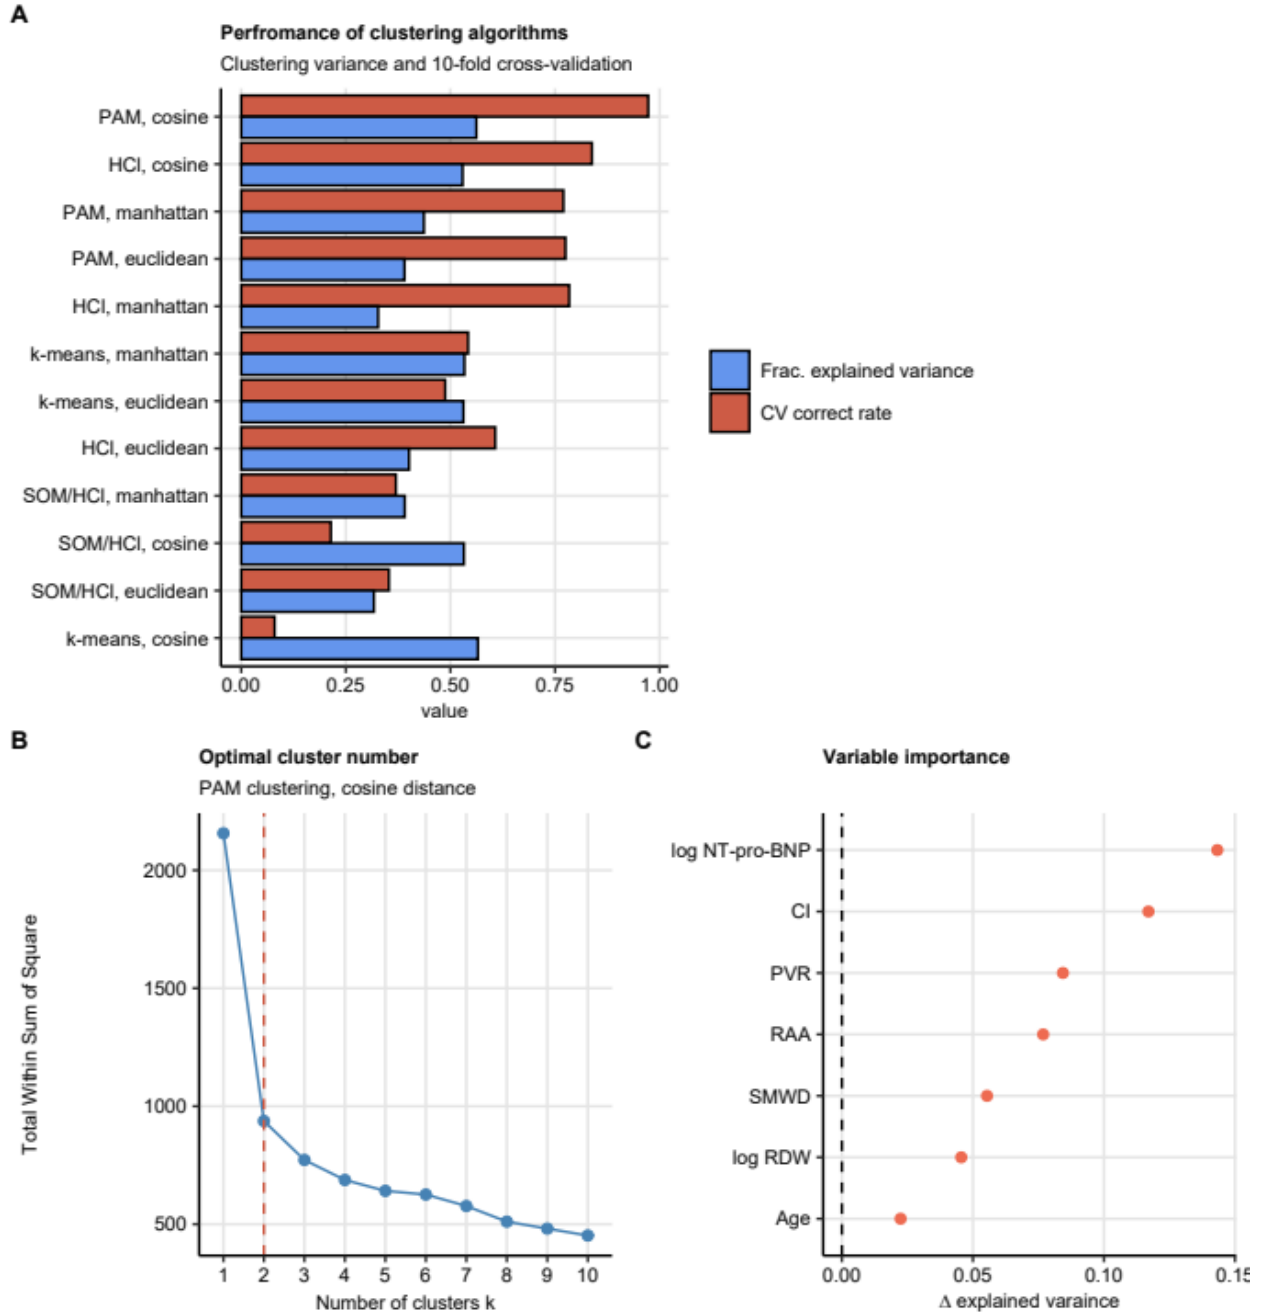 A
Perfromance of clustering algorithms
Clustering variance and 10-fold cross-validation
PAM, cosine
HCl, cosine
PAM, manhattan
PAM, euclidean
HCl, manhattan
k-means, manhattan
k-means, euclidean
HCl, euclidean
SOM/HCl, manhattan
SOM/HCl, cosine
SOM/HCl, euclidean
k-means, cosine
0.00 0.25 0.50 0.75 1.00
value
Frac. explained variance
CV correct rate
B
Optimal cluster number
PAM clustering, cosine distance
Total Within Sum of Square
2000
1500
1000
500
1 2 3 4 5 6 7 8 9 10
Number of clusters k
C
Variable importance
log NT-pro-BNP
CI
PVR
RAA
SMWD
log RDW
Age
0.00 0.05 0.10 0.15
Δ explained varaince